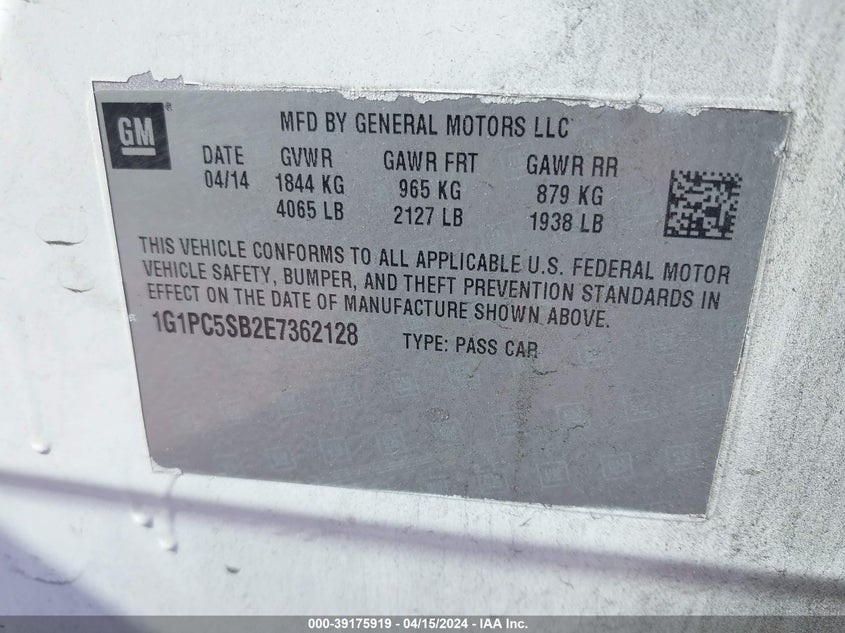 GM ®
MFD BY GENERAL MOTORS LLC
DATE GVWR GAWR FRT GAWR RR
04/14 1844 KG 965 KG 879 KG
4065 LB 2127 LB 1938 LB
THIS VEHICLE CONFORMS TO ALL APPLICABLE U.S. FEDERAL MOTOR
VEHICLE SAFETY, BUMPER, AND THEFT PREVENTION STANDARDS IN
EFFECT ON THE DATE OF MANUFACTURE SHOWN ABOVE.
1G1PC5SB2E7362128 TYPE: PASS CAR
000-39175919 - 04/15/2024 - IAA Inc.